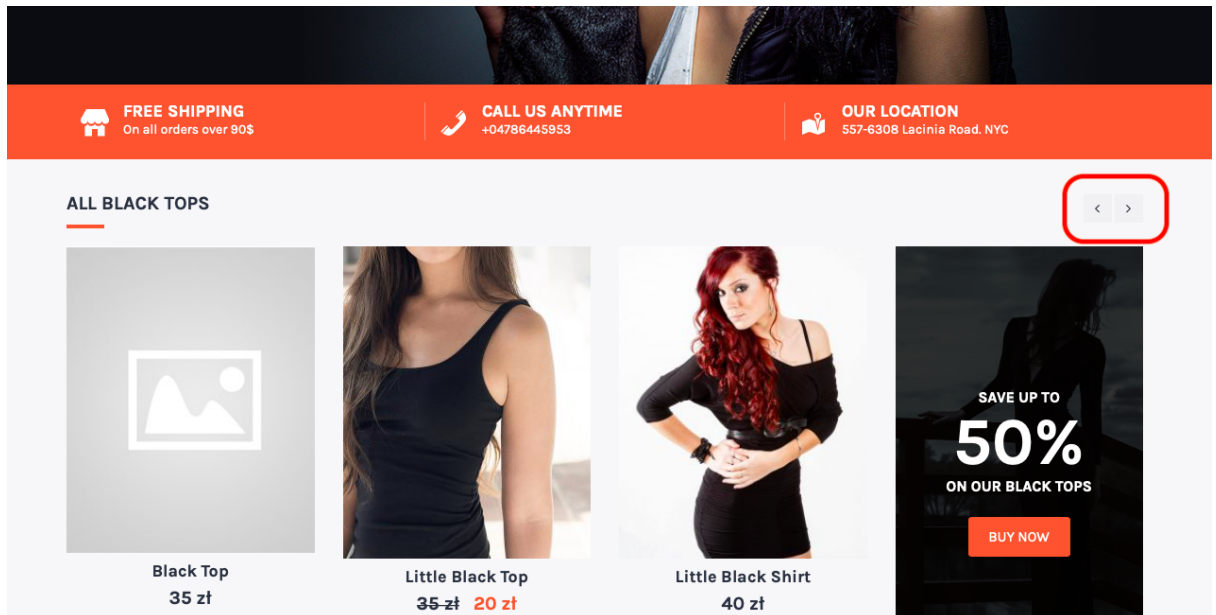 FREE SHIPPING
On all orders over 90$
CALL US ANYTIME
+04786445953
OUR LOCATION
557-6308 Lacinia Road. NYC
ALL BLACK TOPS
Black Top
35 zł
Little Black Top
35 zł 20 zł
Little Black Shirt
40 zł
SAVE UP TO
50%
ON OUR BLACK TOPS
BUY NOW